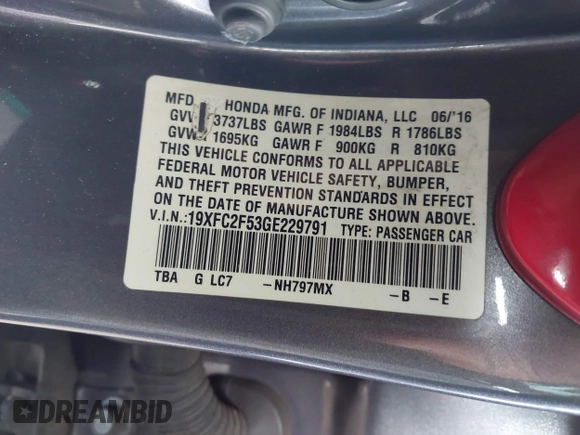 MFD HONDA MFG. OF INDIANA, LLC 06/'16
3737LBS GAWR F 1984LBS R 1786LBS
1695KG GAWR F 900KG R 810KG
THIS VEHICLE CONFORMS TO ALL APPLICABLE
FEDERAL MOTOR VEHICLE SAFETY, BUMPER,
AND THEFT PREVENTION STANDARDS IN EFFECT
ON THE DATE OF MANUFACTURE SHOWN ABOVE.
V.I.N.:19XFC2F53GE229791 TYPE: PASSENGER CAR
TBA G LC7 -NH797MX -B -E
DREAMBID